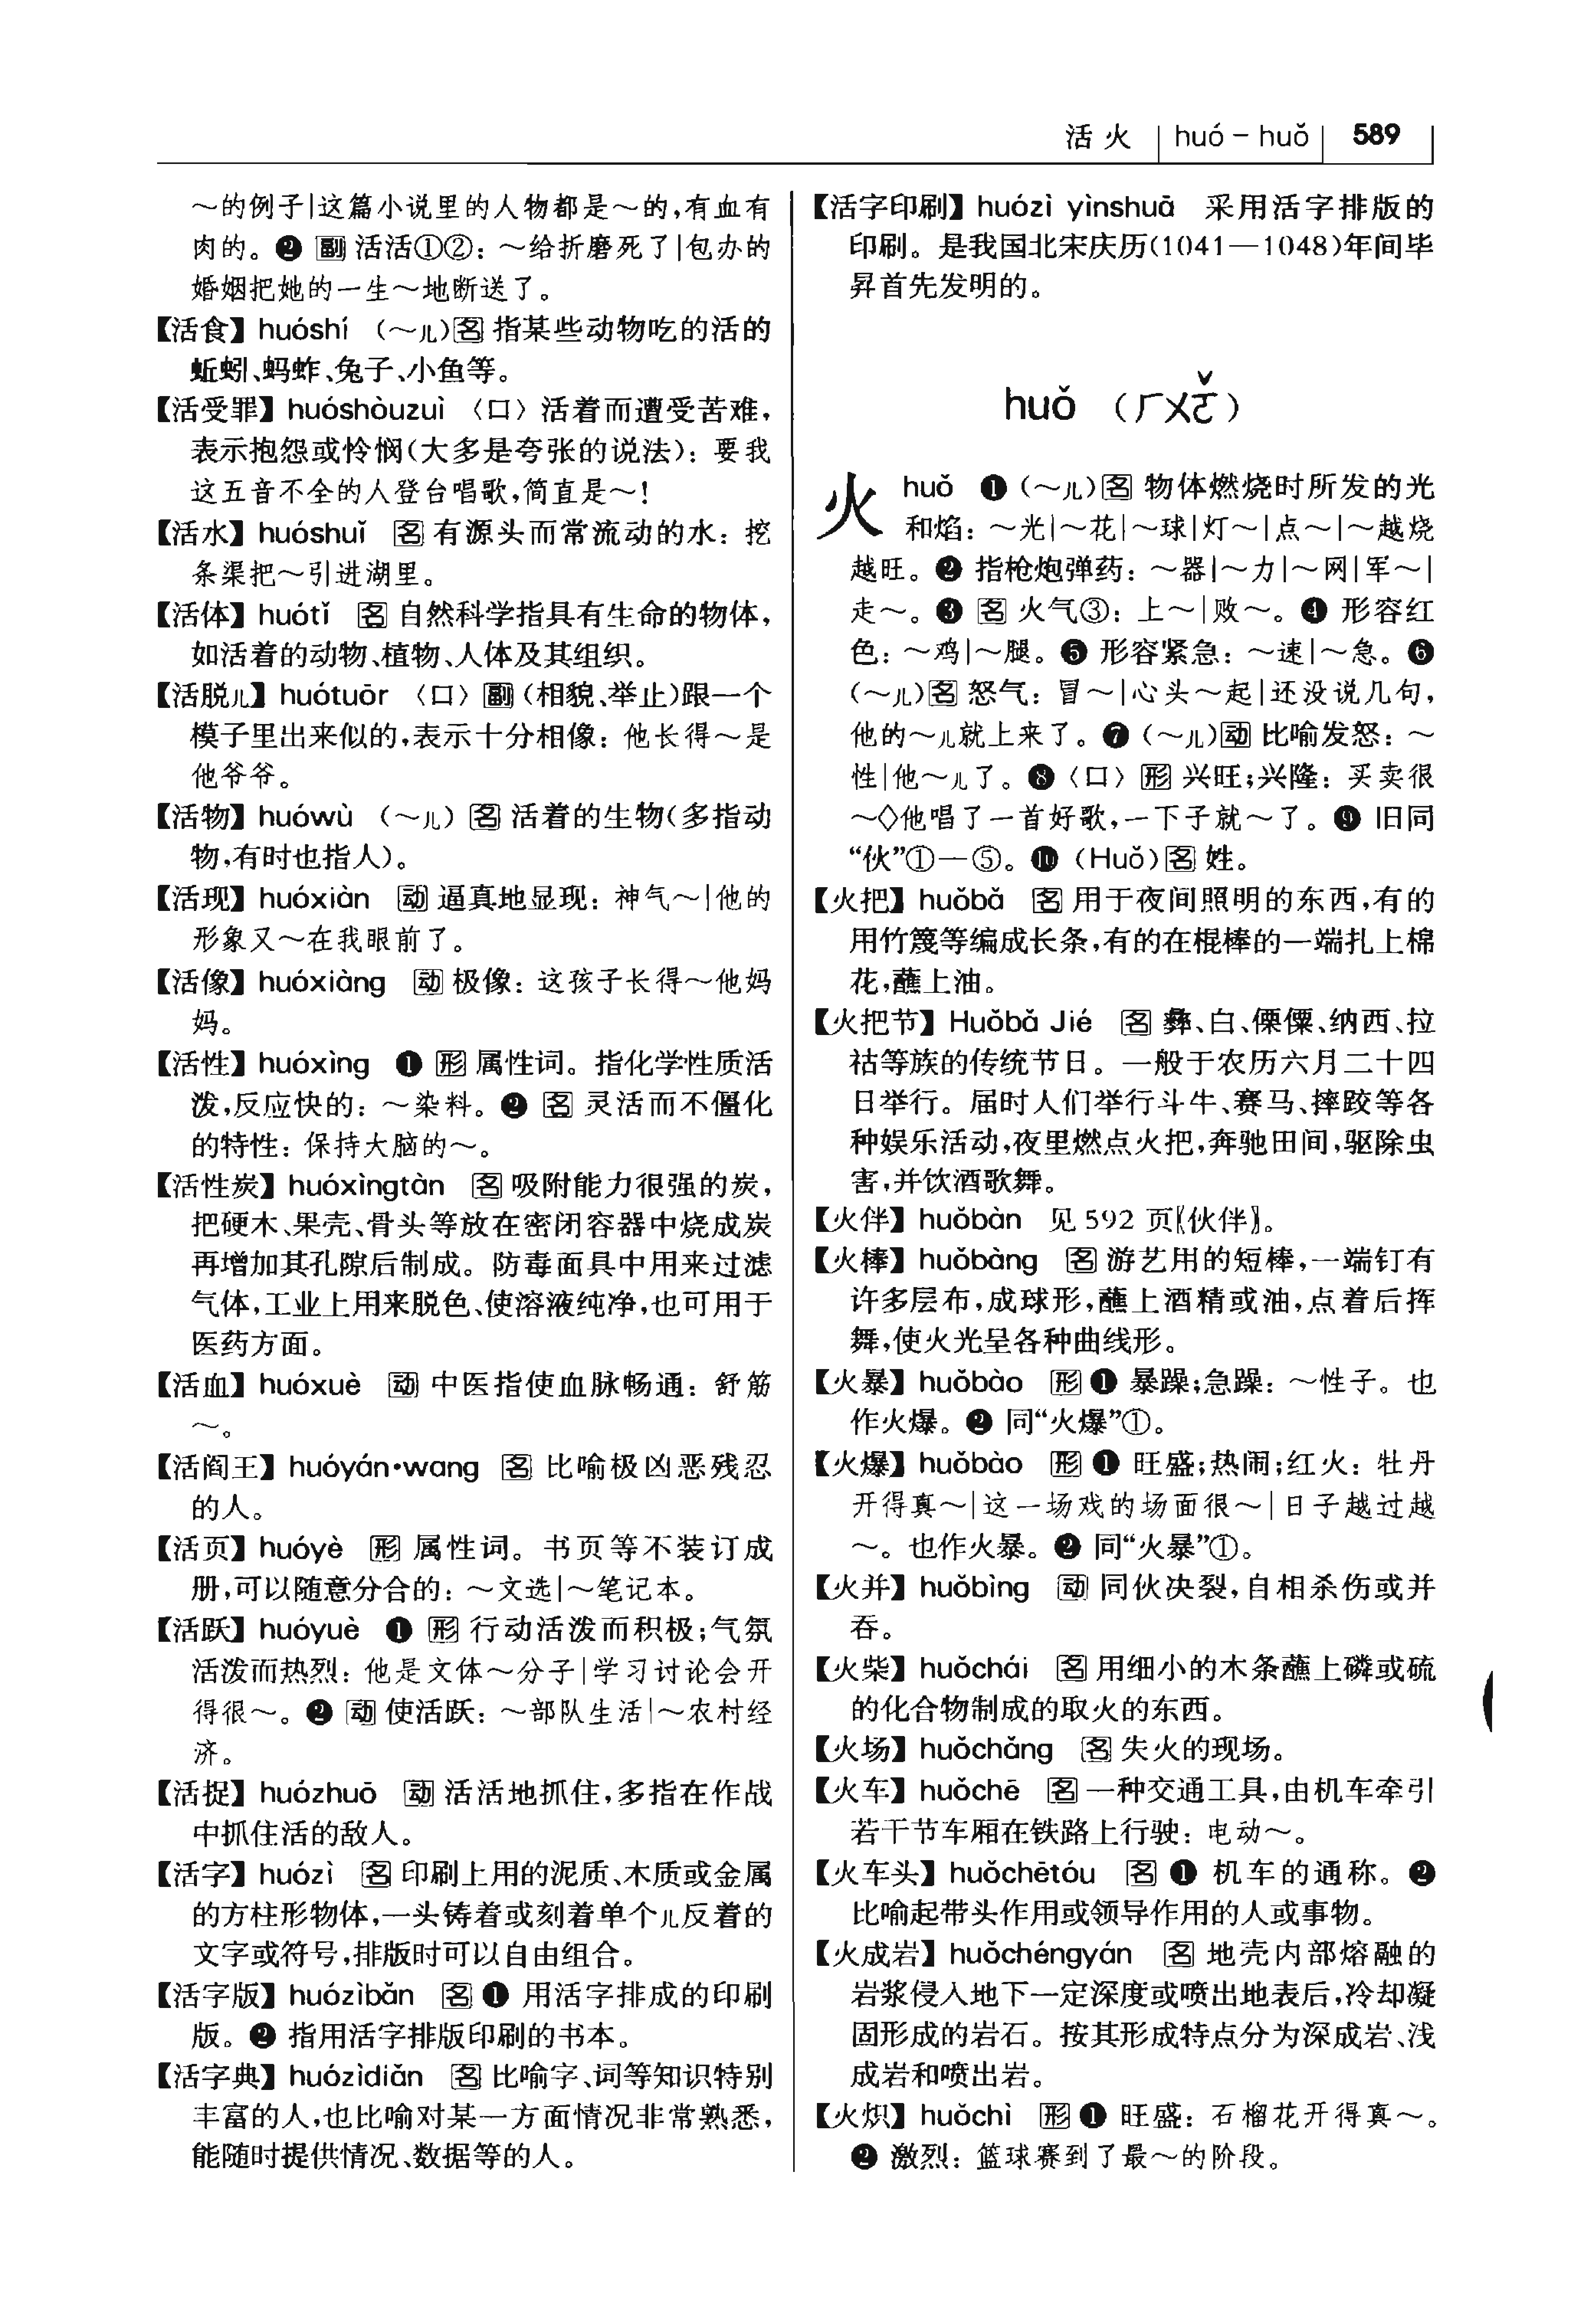 活 火 | huó – huǒ | 589
～的例子|这篇小说里的人物都是～的,有血有
肉的。❷ 副 活活①②：～给折磨死了|包办的
婚姻把她的一生～地断送了。
【活食】huóshí （～儿）名 指某些动物吃的活的
蚯蚓、蚂蚱、兔子、小鱼等。
【活受罪】huóshòuzuì 〈口〉活着而遭受苦难，
表示抱怨或怜悯(大多是夸张的说法)：要我
这五音不全的人登台唱歌,简直是～!
【活水】huóshuǐ 名 有源头而常流动的水：挖
条渠把～引进湖里。
【活体】huótǐ 名 自然科学指具有生命的物体，
如活着的动物、植物、人体及其组织。
【活脱儿】huótuōr 〈口〉副（相貌、举止)跟一个
模子里出来似的,表示十分相像：他长得～是
他爷爷。
【活物】huówù （～儿）名 活着的生物(多指动
物,有时也指人)。
【活现】huóxiàn 动 逼真地显现：神气～|他的
形象又～在我眼前了。
【活像】huóxiàng 动 极像：这孩子长得～他妈
妈。
【活性】huóxìng ❶ 形 属性词。指化学性质活
泼,反应快的：～染料。❷ 名 灵活而不僵化
的特性：保持大脑的～。
【活性炭】huóxìngtàn 名 吸附能力很强的炭，
把硬木、果壳、骨头等放在密闭容器中烧成炭
再增加其孔隙后制成。防毒面具中用来过滤
气体,工业上用来脱色、使溶液纯净,也可用于
医药方面。
【活血】huóxuè 动 中医指使血脉畅通：舒筋
～。
【活阎王】huóyán•wang 名 比喻极凶恶残忍
的人。
【活页】huóyè 形 属性词。书页等不装订成
册,可以随意分合的：～文选|～笔记本。
【活跃】huóyuè ❶ 形 行动活泼而积极;气氛
活泼而热烈：他是文体～分子|学习讨论会开
得很～。❷ 动 使活跃：～部队生活|～农村经
济。
【活捉】huózhuō 动 活活地抓住,多指在作战
中抓住活的敌人。
【活字】huózì 名 印刷上用的泥质、木质或金属
的方柱形物体,一头铸着或刻着单个儿反着的
文字或符号,排版时可以自由组合。
【活字版】huózìbǎn 名 ❶ 用活字排成的印刷
版。❷ 指用活字排版印刷的书本。
【活字典】huózìdiǎn 名 比喻字、词等知识特别
丰富的人,也比喻对某一方面情况非常熟悉，
能随时提供情况、数据等的人。
【活字印刷】huózì yìnshuā 采用活字排版的
印刷。是我国北宋庆历(1041—1048)年间毕
昇首先发明的。
huǒ （ㄏㄨㄛˇ）
火 huǒ ❶（～儿）名 物体燃烧时所发的光
和焰：～光|～花|～球|灯～|点～|～越烧
越旺。❷ 指枪炮弹药：～器|～力|～网|军～|
走～。❸ 名 火气③：上～|败～。❹ 形容红
色：～鸡|～腿。❺ 形容紧急：～速|～急。❻
（～儿）名 怒气：冒～|心头～起|还没说几句，
他的～儿就上来了。❼（～儿）动 比喻发怒：～
性|他～儿了。❽〈口〉形 兴旺;兴隆：买卖很
～◇他唱了一首好歌,一下子就～了。❾ 旧同
“伙”①—⑤。❿（Huǒ）名 姓。
【火把】huǒbǎ 名 用于夜间照明的东西,有的
用竹篾等编成长条,有的在棍棒的一端扎上棉
花,蘸上油。
【火把节】Huǒbǎ Jié 名 彝、白、傈僳、纳西、拉
祜等族的传统节日。一般于农历六月二十四
日举行。届时人们举行斗牛、赛马、摔跤等各
种娱乐活动,夜里燃点火把,奔驰田间,驱除虫
害,并饮酒歌舞。
【火伴】huǒbàn 见 592 页〖伙伴〗。
【火棒】huǒbàng 名 游艺用的短棒,一端钉有
许多层布,成球形,蘸上酒精或油,点着后挥
舞,使火光呈各种曲线形。
【火暴】huǒbào 形 ❶ 暴躁;急躁：～性子。也
作火爆。❷ 同“火爆”①。
【火爆】huǒbào 形 ❶ 旺盛;热闹;红火：牡丹
开得真～|这一场戏的场面很～|日子越过越
～。也作火暴。❷ 同“火暴”①。
【火并】huǒbìng 动 同伙决裂,自相杀伤或并
吞。
【火柴】huǒchái 名 用细小的木条蘸上磷或硫
的化合物制成的取火的东西。
【火场】huǒchǎng 名 失火的现场。
【火车】huǒchē 名 一种交通工具,由机车牵引
若干节车厢在铁路上行驶：电动～。
【火车头】huǒchētóu 名 ❶ 机车的通称。❷
比喻起带头作用或领导作用的人或事物。
【火成岩】huǒchéngyán 名 地壳内部熔融的
岩浆侵入地下一定深度或喷出地表后,冷却凝
固形成的岩石。按其形成特点分为深成岩、浅
成岩和喷出岩。
【火炽】huǒchì 形 ❶ 旺盛：石榴花开得真～。
❷ 激烈：篮球赛到了最～的阶段。